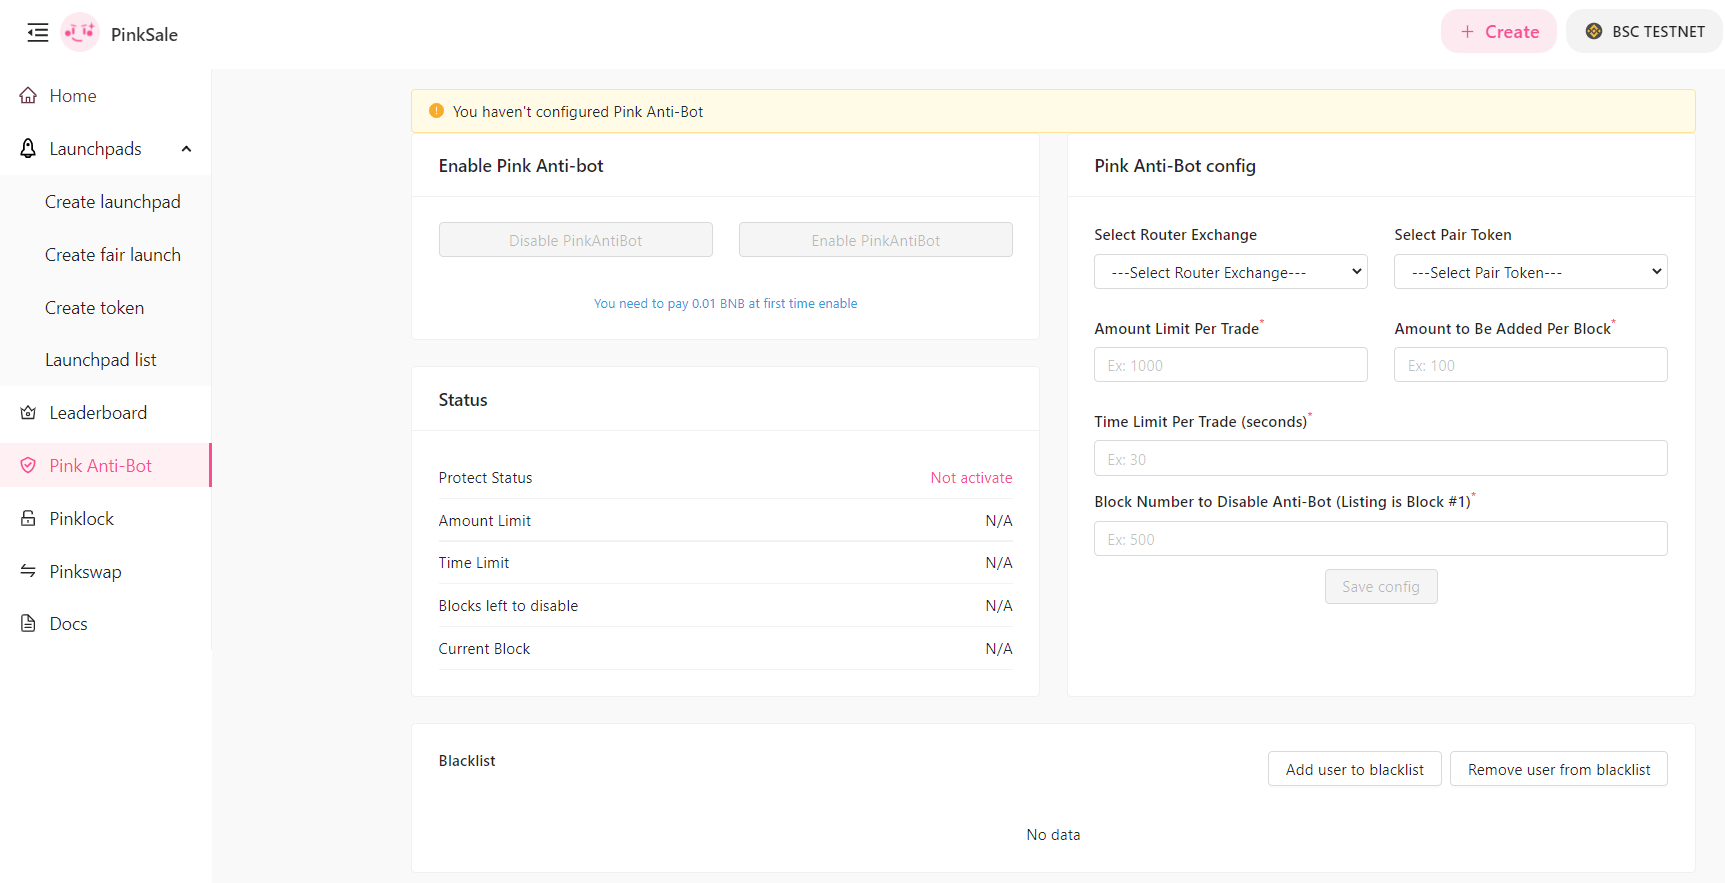 PinkSale
Create
BSC TESTNET
Home
Launchpads
Create launchpad
Create fair launch
Create token
Launchpad list
Leaderboard
Pink Anti-Bot
Pinklock
Pinkswap
Docs
You haven't configured Pink Anti-Bot
Enable Pink Anti-bot
Disable PinkAntiBot
Enable PinkAntiBot
You need to pay 0.01 BNB at first time enable
Status
Protect Status Not activate
Amount Limit N/A
Time Limit N/A
Blocks left to disable N/A
Current Block N/A
Pink Anti-Bot config
Select Router Exchange
---Select Router Exchange---
Select Pair Token
---Select Pair Token---
Amount Limit Per Trade*
Ex: 1000
Amount to Be Added Per Block*
Ex: 100
Time Limit Per Trade (seconds)*
Ex: 30
Block Number to Disable Anti-Bot (Listing is Block #1)*
Ex: 500
Save config
Blacklist
Add user to blacklist
Remove user from blacklist
No data